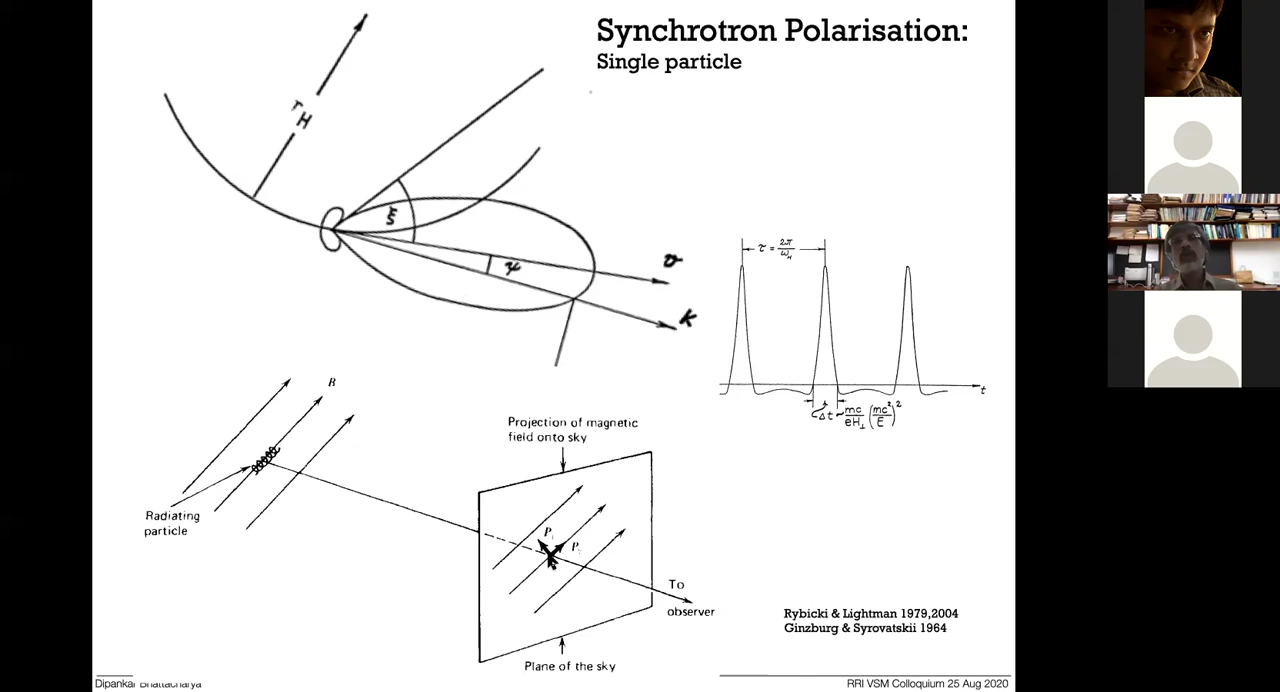 Synchrotron Polarisation:
Single particle
r_H
ξ
ψ
v
K
τ = 2π/ω_H
t
Δt ~ mc/eH⊥ (mc²/E)²
B
Radiating
particle
Projection of magnetic
field onto sky
P
P
To
observer
Plane of the sky
Rybicki & Lightman 1979,2004
Ginzburg & Syrovatskii 1964
Dipankar Bhattacharya
RRI VSM Colloquium 25 Aug 2020